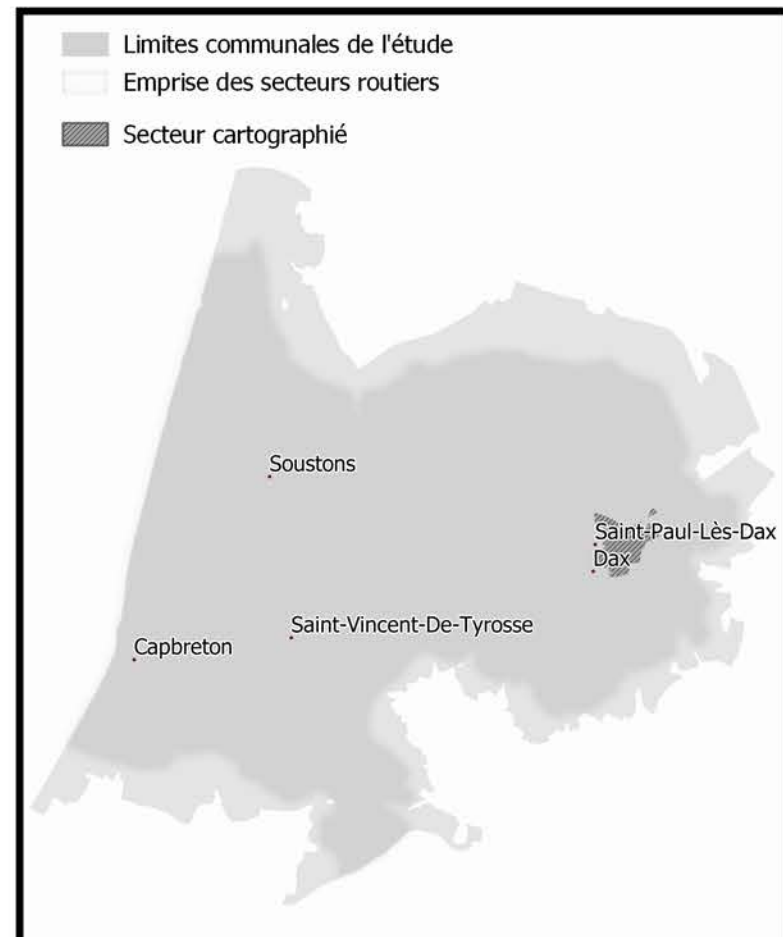 Limites communales de l'étude
Emprise des secteurs routiers
Secteur cartographié
Soustons
Saint-Paul-Lès-Dax
Dax
Saint-Vincent-De-Tyrosse
Capbreton